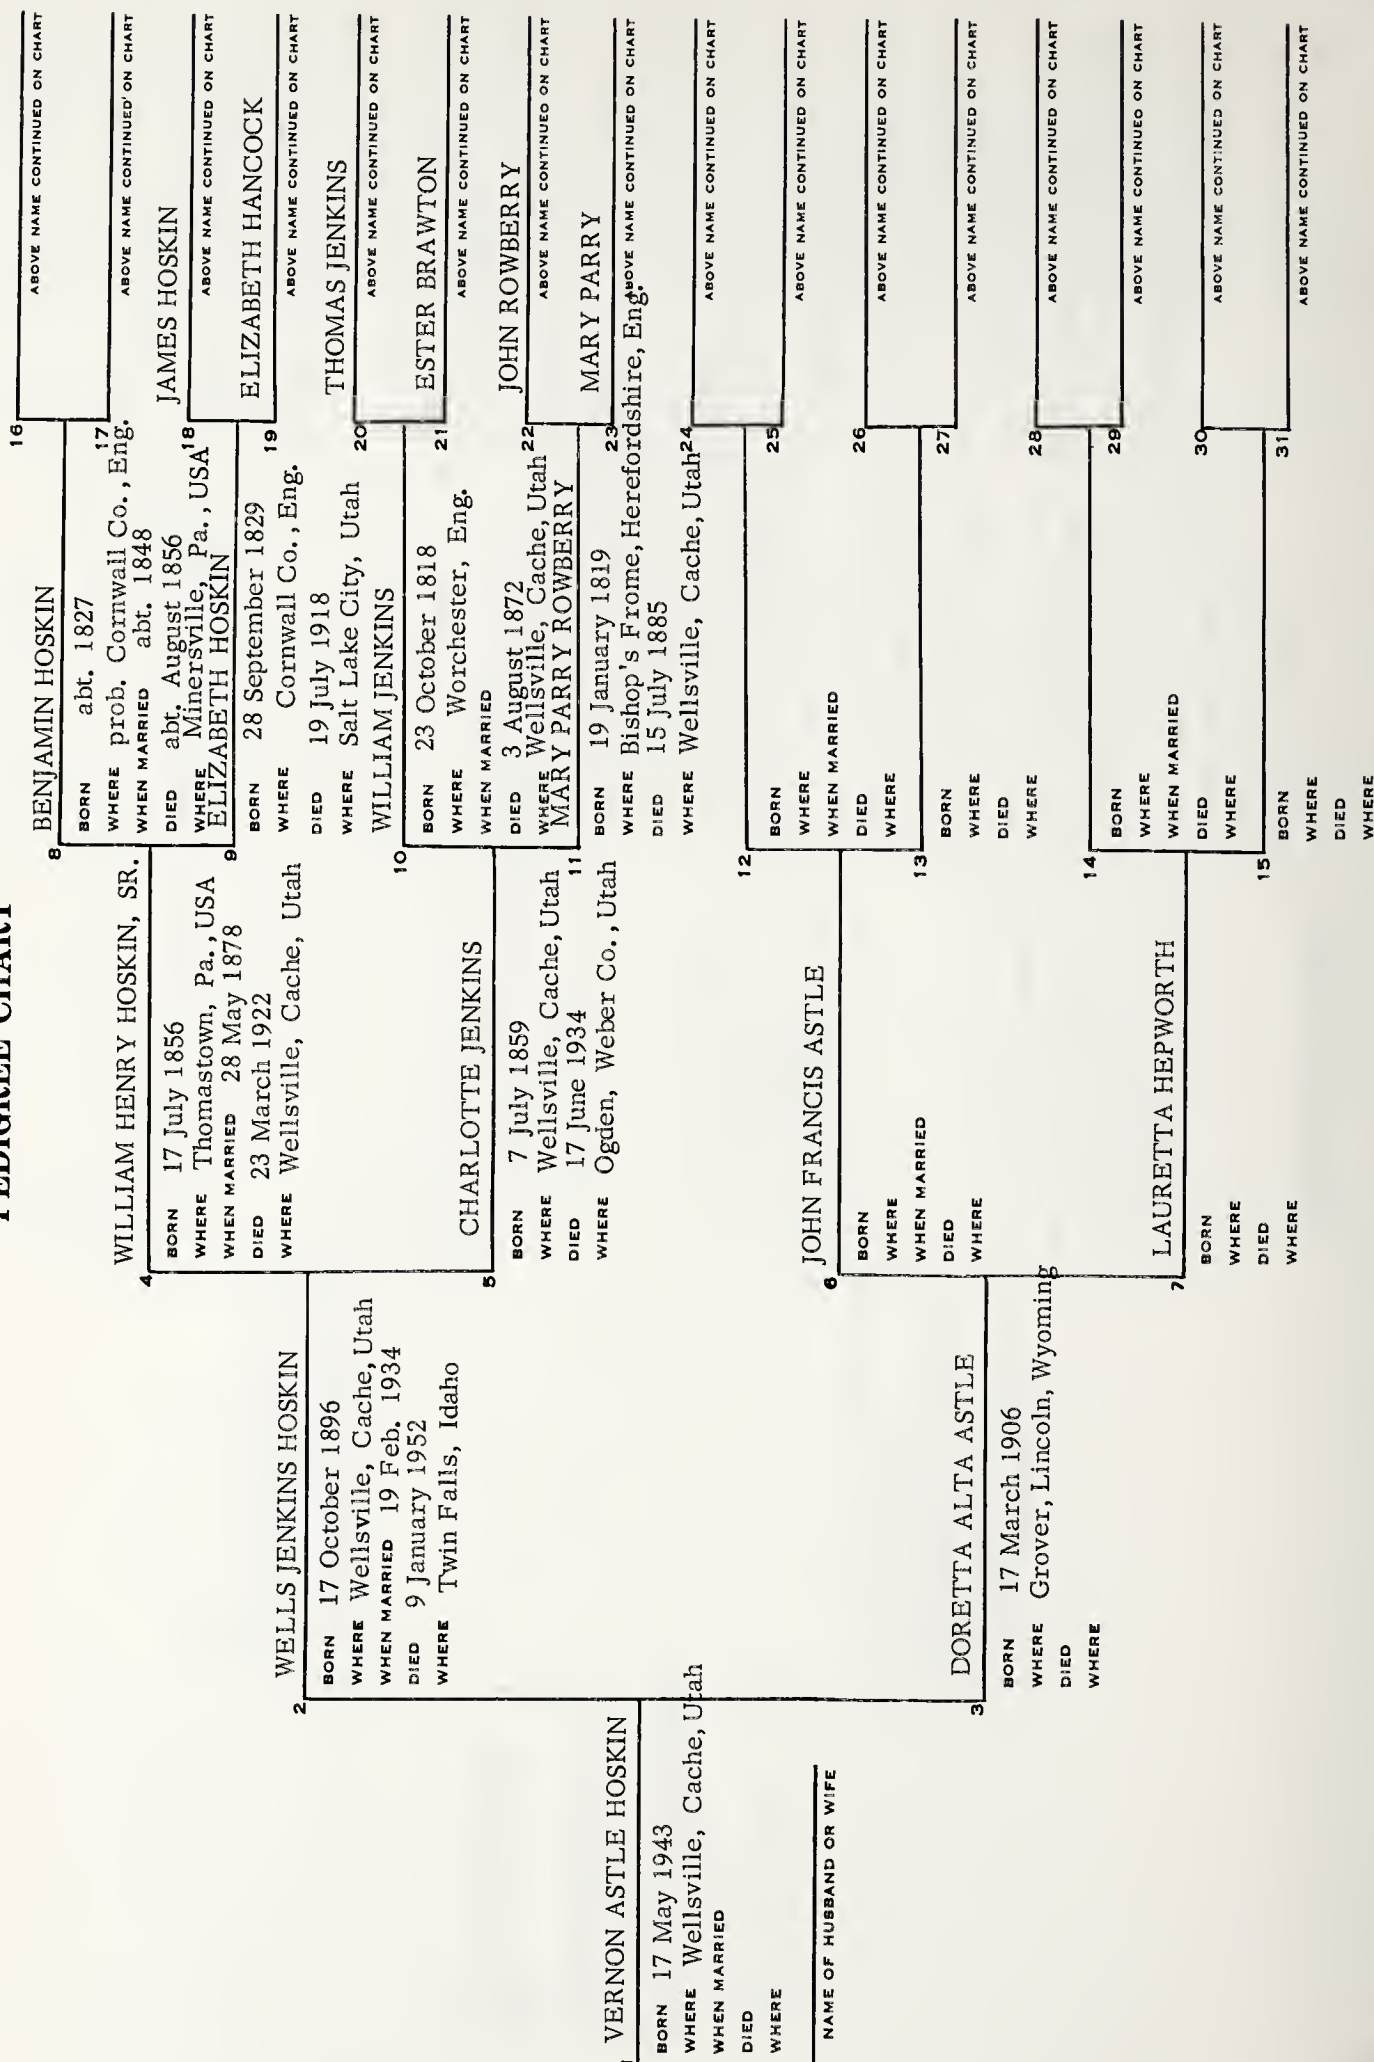 PEDIGREE CHART
VERNON ASTLE HOSKIN
BORN 17 May 1943
WHERE Wellsville, Cache, Utah
WHEN MARRIED
DIED
WHERE
NAME OF HUSBAND OR WIFE
2
WELLS JENKINS HOSKIN
BORN 17 October 1896
WHERE Wellsville, Cache, Utah
WHEN MARRIED 19 Feb. 1934
DIED 9 January 1952
WHERE Twin Falls, Idaho
3
DORETTA ALTA ASTLE
BORN 17 March 1906
WHERE Grover, Lincoln, Wyoming
DIED
WHERE
4
WILLIAM HENRY HOSKIN, SR.
BORN 17 July 1856
WHERE Thomastown, Pa., USA
WHEN MARRIED 28 May 1878
DIED 23 March 1922
WHERE Wellsville, Cache, Utah
5
CHARLOTTE JENKINS
BORN 7 July 1859
WHERE Wellsville, Cache, Utah
DIED 17 June 1934
WHERE Ogden, Weber Co., Utah
6
JOHN FRANCIS ASTLE
BORN
WHERE
WHEN MARRIED
DIED
WHERE
7
LAURETTA HEPWORTH
BORN
WHERE
DIED
WHERE
8
BENJAMIN HOSKIN
BORN abt. 1827
WHERE prob. Cornwall Co., Eng.
WHEN MARRIED abt. 1848
DIED abt. August 1856
WHERE Minersville, Pa., USA
9
ELIZABETH HOSKIN
BORN 28 September 1829
WHERE Cornwall Co., Eng.
DIED 19 July 1918
WHERE Salt Lake City, Utah
10
WILLIAM JENKINS
BORN 23 October 1818
WHERE Worchester, Eng.
WHEN MARRIED
DIED 3 August 1872
WHERE Wellsville, Cache, Utah
11
MARY PARRY ROWBERRY
BORN 19 January 1819
WHERE Bishop's Frome, Herefordshire, Eng.
DIED 15 July 1885
WHERE Wellsville, Cache, Utah
12
BORN
WHERE
WHEN MARRIED
DIED
WHERE
13
BORN
WHERE
DIED
WHERE
14
BORN
WHERE
WHEN MARRIED
DIED
WHERE
15
BORN
WHERE
DIED
WHERE
16
ABOVE NAME CONTINUED ON CHART
17
ABOVE NAME CONTINUED ON CHART
18
JAMES HOSKIN
ABOVE NAME CONTINUED ON CHART
19
ELIZABETH HANCOCK
ABOVE NAME CONTINUED ON CHART
20
THOMAS JENKINS
ABOVE NAME CONTINUED ON CHART
21
ESTER BRAWTON
ABOVE NAME CONTINUED ON CHART
22
JOHN ROWBERRY
ABOVE NAME CONTINUED ON CHART
23
MARY PARRY
ABOVE NAME CONTINUED ON CHART
24
ABOVE NAME CONTINUED ON CHART
25
ABOVE NAME CONTINUED ON CHART
26
ABOVE NAME CONTINUED ON CHART
27
ABOVE NAME CONTINUED ON CHART
28
ABOVE NAME CONTINUED ON CHART
29
ABOVE NAME CONTINUED ON CHART
30
ABOVE NAME CONTINUED ON CHART
31
ABOVE NAME CONTINUED ON CHART